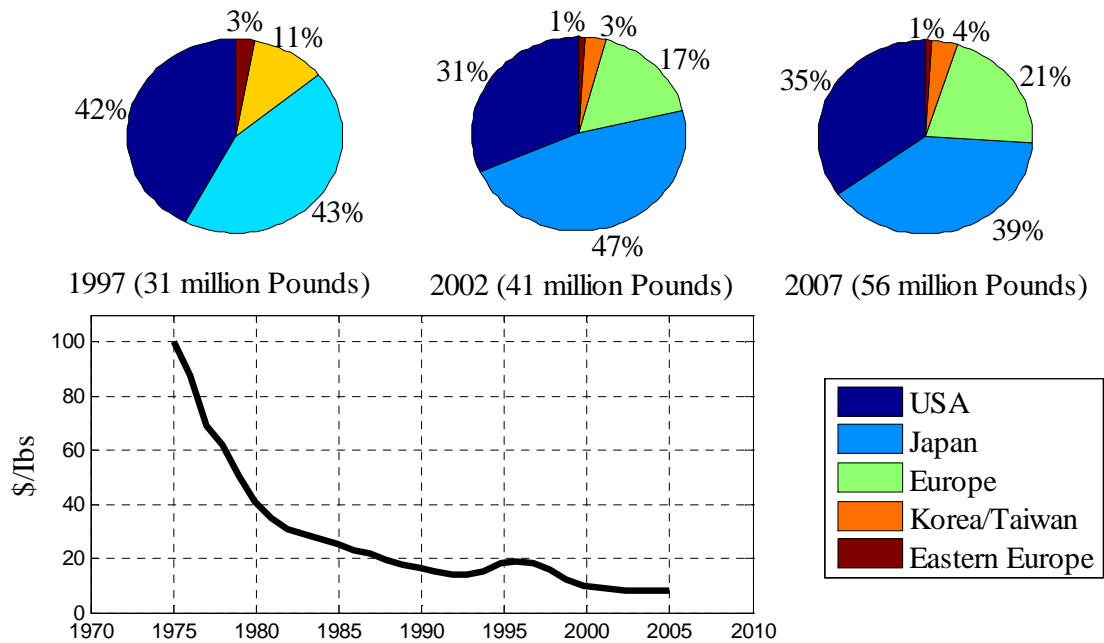 3%
11%
42%
43%
1%
3%
17%
31%
47%
1%
4%
21%
35%
39%
1997 (31 million Pounds)
2002 (41 million Pounds)
2007 (56 million Pounds)
$/Ibs
100
80
60
40
20
0
1970 1975 1980 1985 1990 1995 2000 2005 2010
USA
Japan
Europe
Korea/Taiwan
Eastern Europe